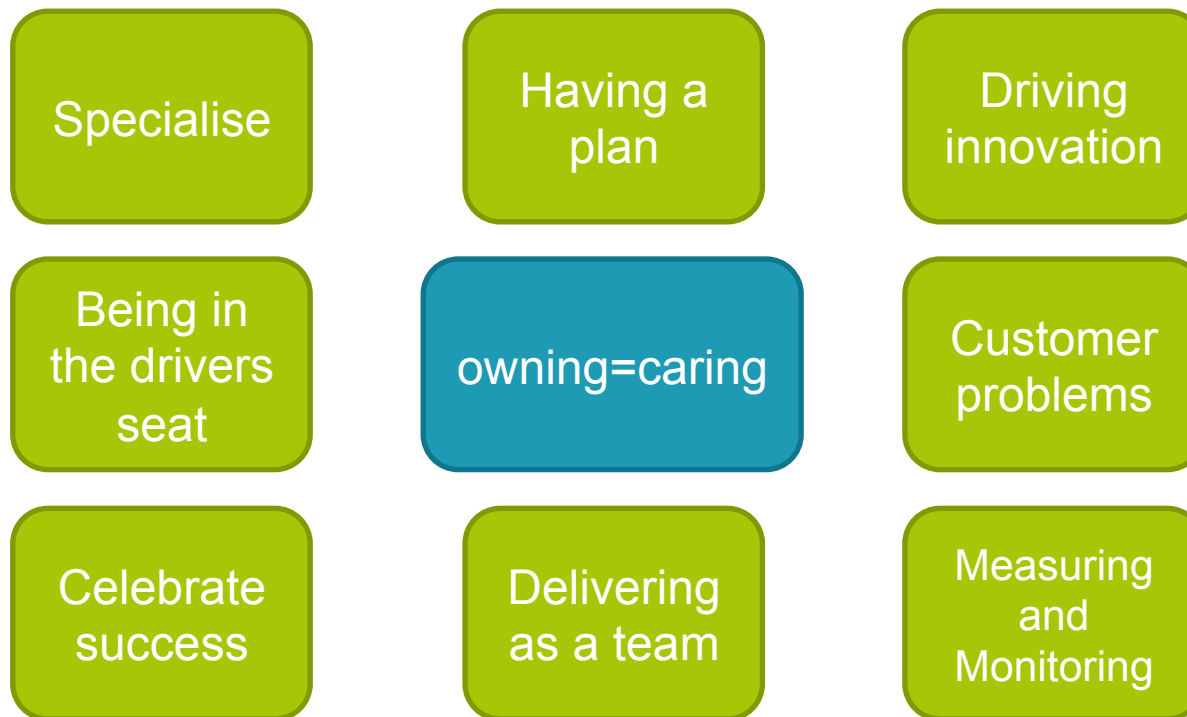 Specialise
Having a
plan
Driving
innovation
Being in
the drivers
seat
owning=caring
Customer
problems
Celebrate
success
Delivering
as a team
Measuring
and
Monitoring